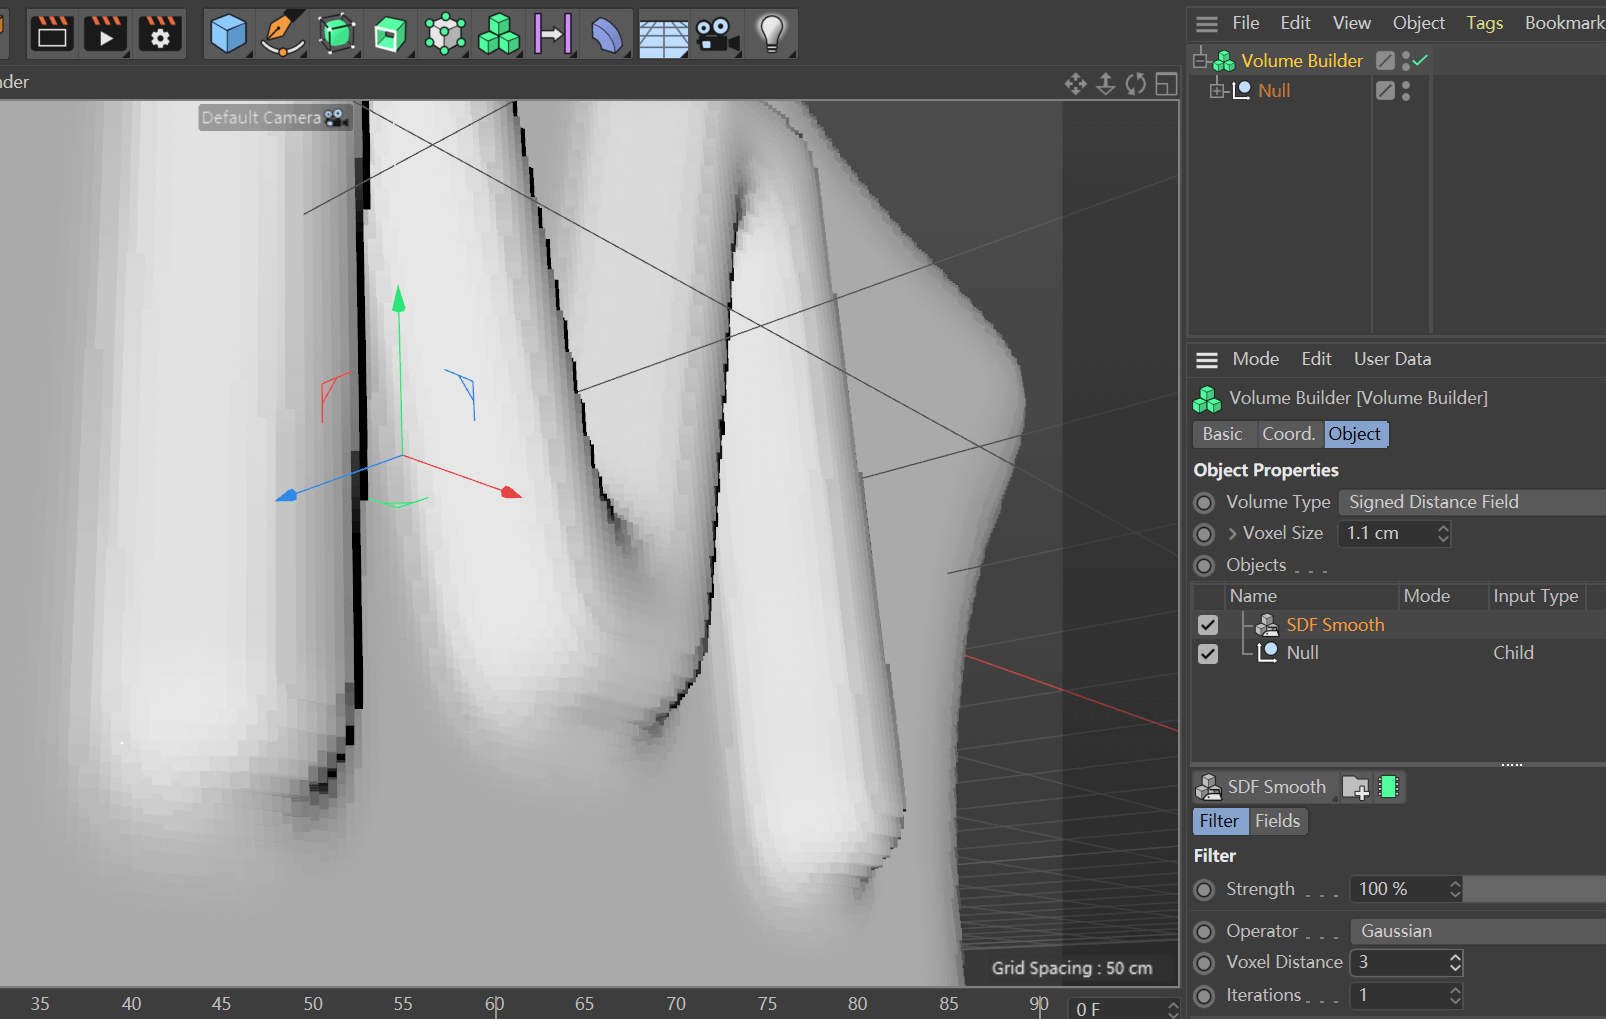 File Edit View Object Tags Bookmark
nder
Default Camera
Volume Builder
Null
Mode Edit User Data
Volume Builder [Volume Builder]
Basic Coord. Object
Object Properties
Volume Type Signed Distance Field
Voxel Size 1.1 cm
Objects . . .
Name Mode Input Type
SDF Smooth
Null Child
SDF Smooth
Filter Fields
Filter
Strength . . . 100 %
Operator . . . Gaussian
Voxel Distance 3
Iterations . . . 1
Grid Spacing : 50 cm
35 40 45 50 55 60 65 70 75 80 85 90 0 F